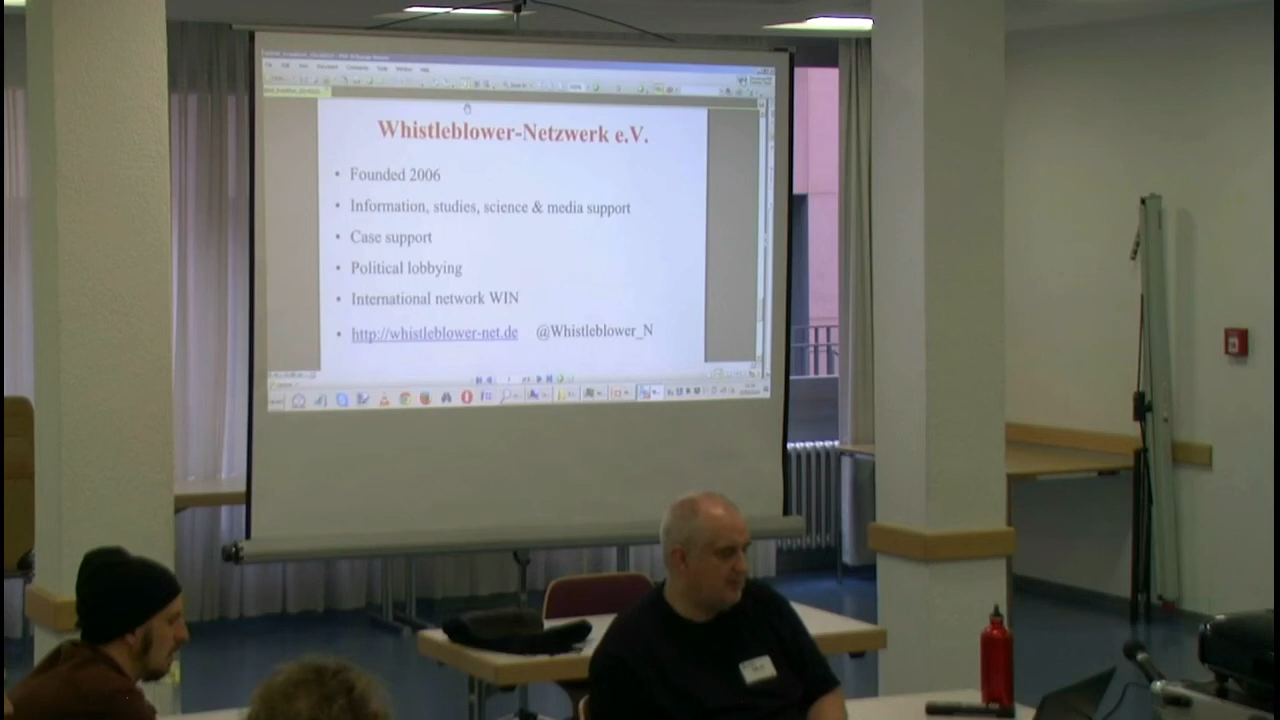 Whistleblower-Netzwerk e.V.
• Founded 2006
• Information, studies, science & media support
• Case support
• Political lobbying
• International network WIN
• http://whistleblower-net.de @Whistleblower_N